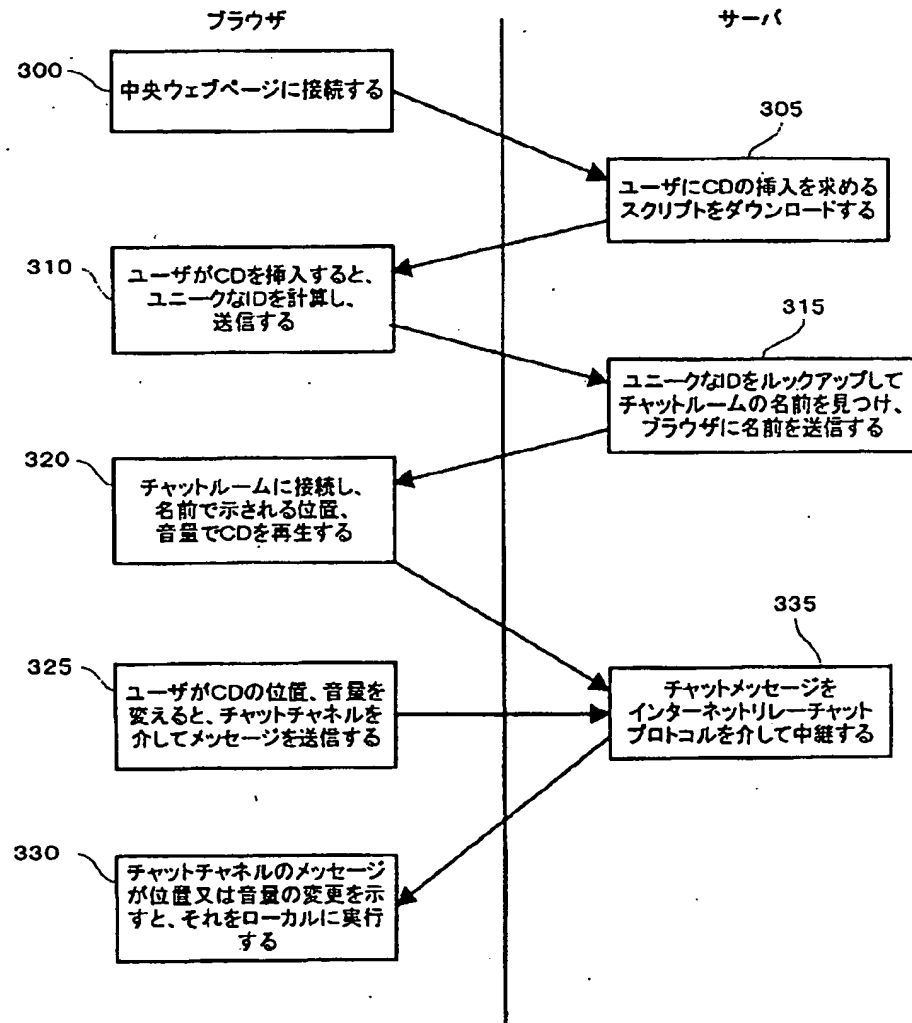 ブラウザ
サーバ
300
中央ウェブページに接続する
305
ユーザにCDの挿入を求める
スクリプトをダウンロードする
310
ユーザがCDを挿入すると、
ユニークなIDを計算し、
送信する
315
ユニークなIDをルックアップして
チャットルームの名前を見つけ、
ブラウザに名前を送信する
320
チャットルームに接続し、
名前で示される位置、
音量でCDを再生する
335
チャットメッセージを
インターネットリレーチャット
プロトコルを介して中継する
325
ユーザがCDの位置、音量を
変えると、チャットチャネルを
介してメッセージを送信する
330
チャットチャネルのメッセージ
が位置又は音量の変更を示
すと、それをローカルに実行
する